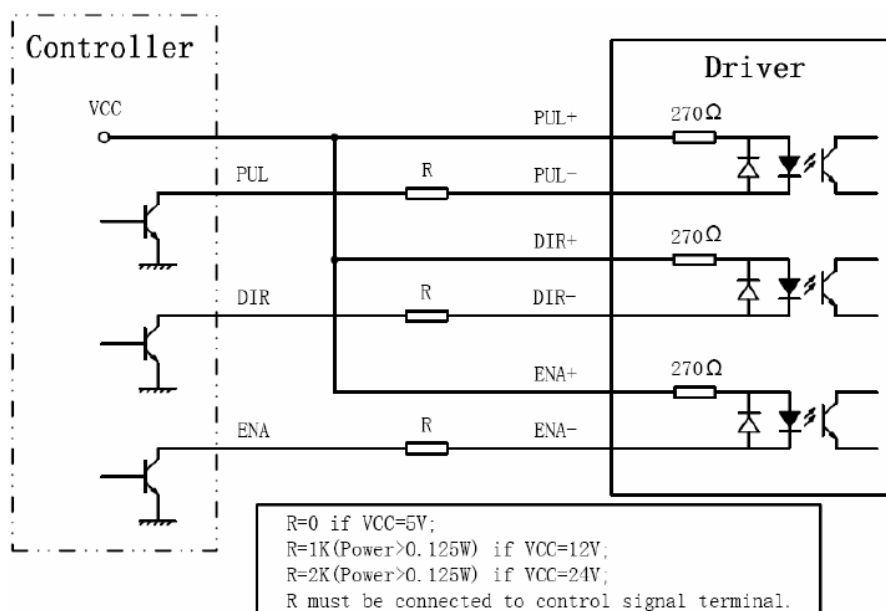 Controller
Driver
VCC
PUL+
270Ω
PUL
R
PUL-
DIR+
270Ω
DIR
R
DIR-
ENA+
270Ω
ENA
R
ENA-
R=0 if VCC=5V;
R=1K(Power>0.125W) if VCC=12V;
R=2K(Power>0.125W) if VCC=24V;
R must be connected to control signal terminal.